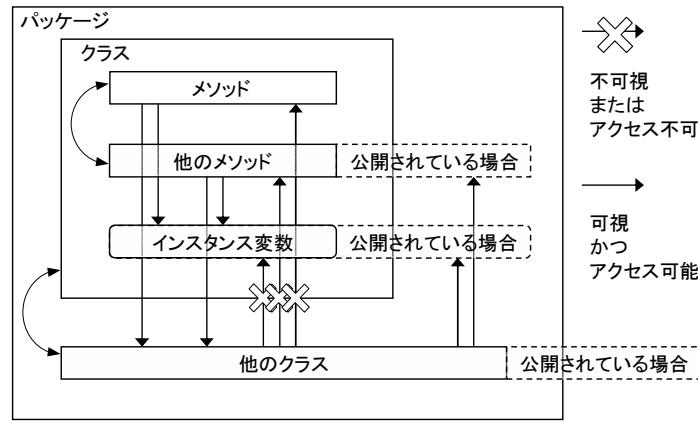 パッケージ
クラス
メソッド
他のメソッド
公開されている場合
インスタンス変数
公開されている場合
他のクラス
公開されている場合
不可視
または
アクセス不可
可視
かつ
アクセス可能